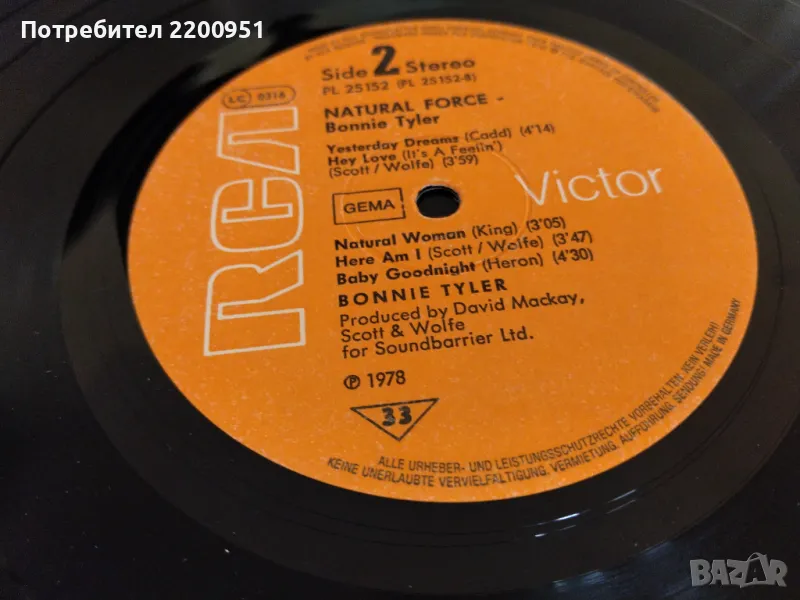 Потребител 2200951
Side 2 Stereo
PL 25152 (PL 25152-B)
LC 0316
NATURAL FORCE -
Bonnie Tyler
Yesterday Dreams (Cadd) (4'14)
Hey Love (It's A Feelin')
(Scott / Wolfe) (3'59)
RCA
Victor
GEMA
Natural Woman (King) (3'05)
Here Am I (Scott / Wolfe) (3'47)
Baby Goodnight (Heron) (4'30)
BONNIE TYLER
Produced by David Mackay,
Scott & Wolfe
for Soundbarrier Ltd.
℗ 1978
33
ALLE URHEBER- UND LEISTUNGSSCHUTZRECHTE VORBEHALTEN. KEIN VERLEIH!
KEINE UNERLAUBTE VERVIELFÄLTIGUNG, VERMIETUNG, AUFFÜHRUNG, SENDUNG! MADE IN GERMANY
BAZAR